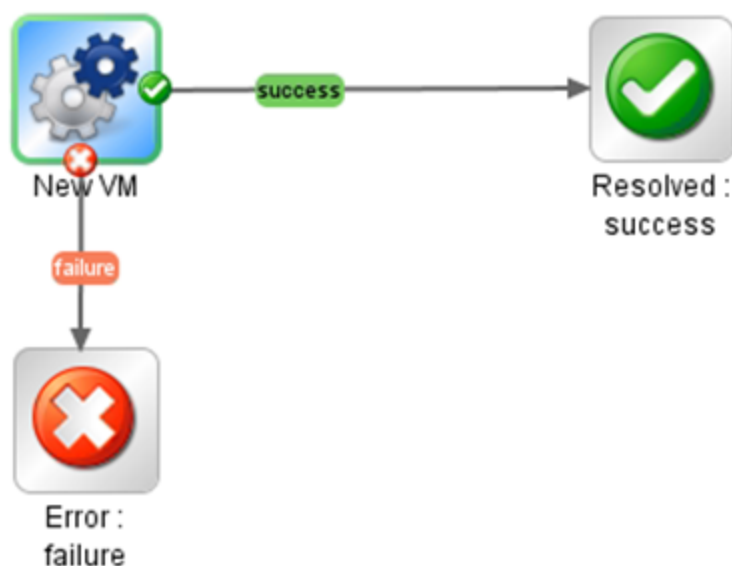 success
Resolved :
success
New VM
failure
Error :
failure